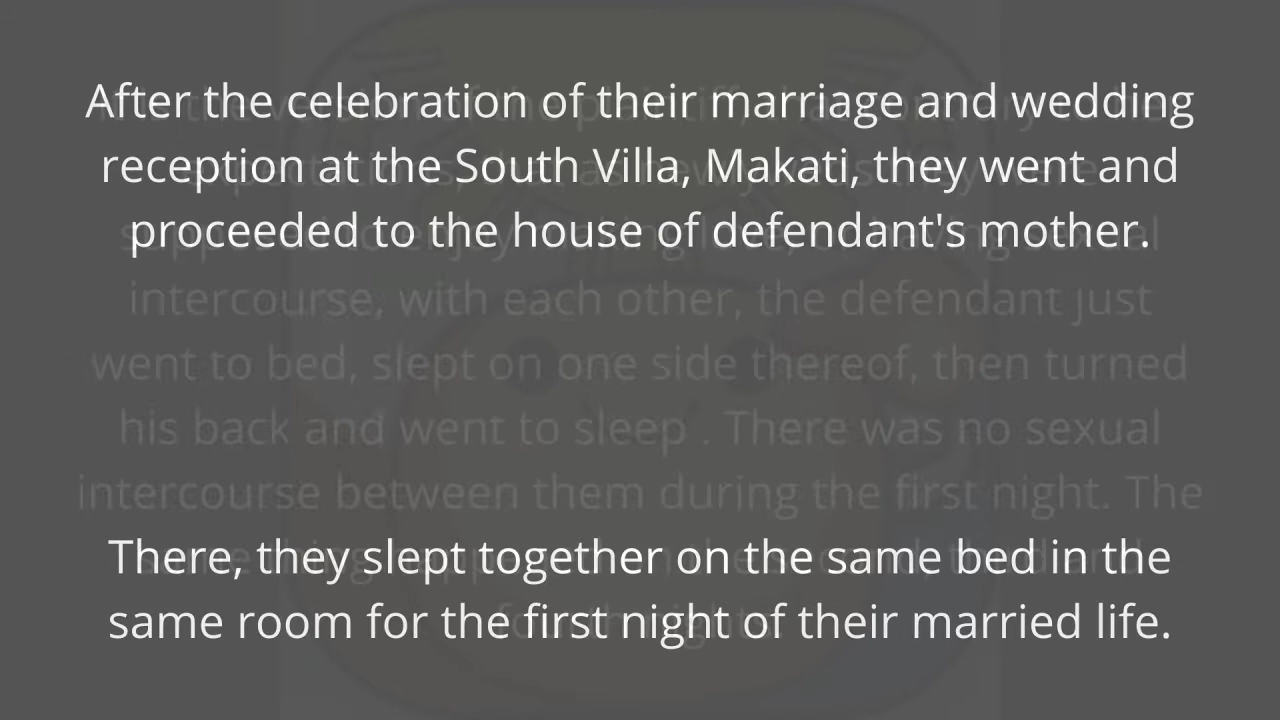 After the celebration of their marriage and wedding
reception at the South Villa, Makati, they went and
proceeded to the house of defendant's mother.
intercourse, with each other, the defendant just
went to bed, slept on one side thereof, then turned
his back and went to sleep . There was no sexual
intercourse between them during the first night. The
There, they slept together on the same bed in the
same room for the first night of their married life.